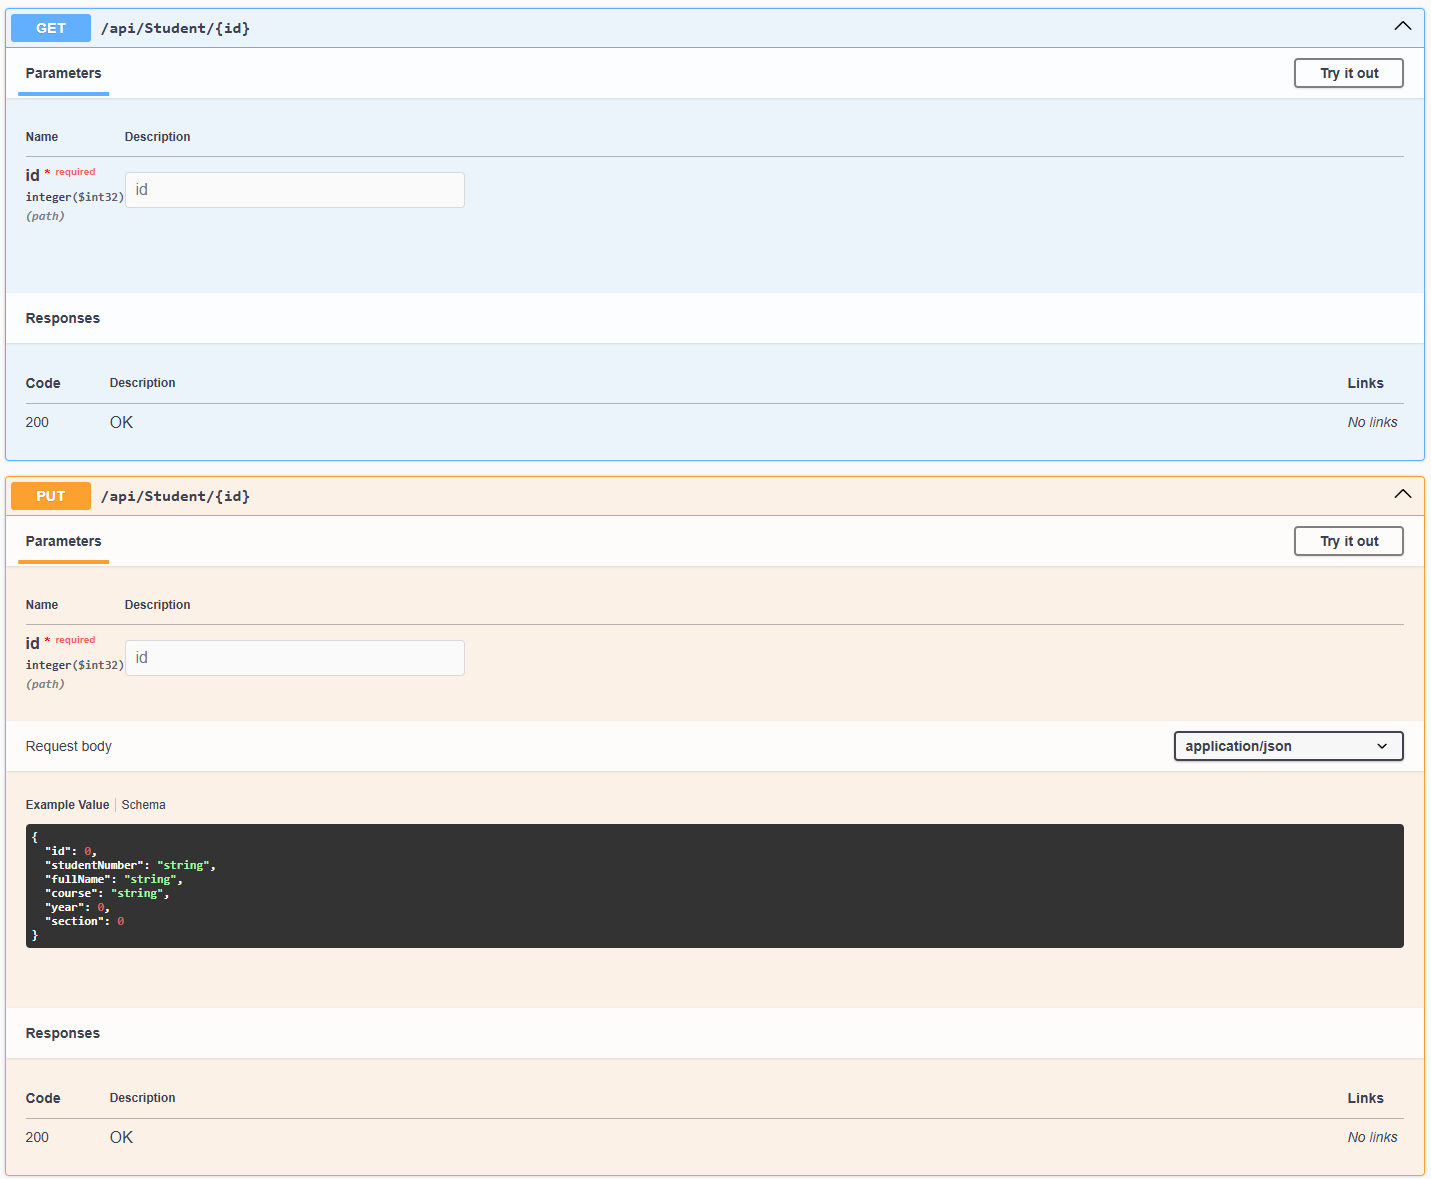 GET /api/Student/{id}
Parameters
Try it out
Name Description
id * required
integer($int32)
(path)
id
Responses
Code Description Links
200 OK No links
PUT /api/Student/{id}
Parameters
Try it out
Name Description
id * required
integer($int32)
(path)
id
Request body
application/json
Example Value | Schema
{
  "id": 0,
  "studentNumber": "string",
  "fullName": "string",
  "course": "string",
  "year": 0,
  "section": 0
}
Responses
Code Description Links
200 OK No links